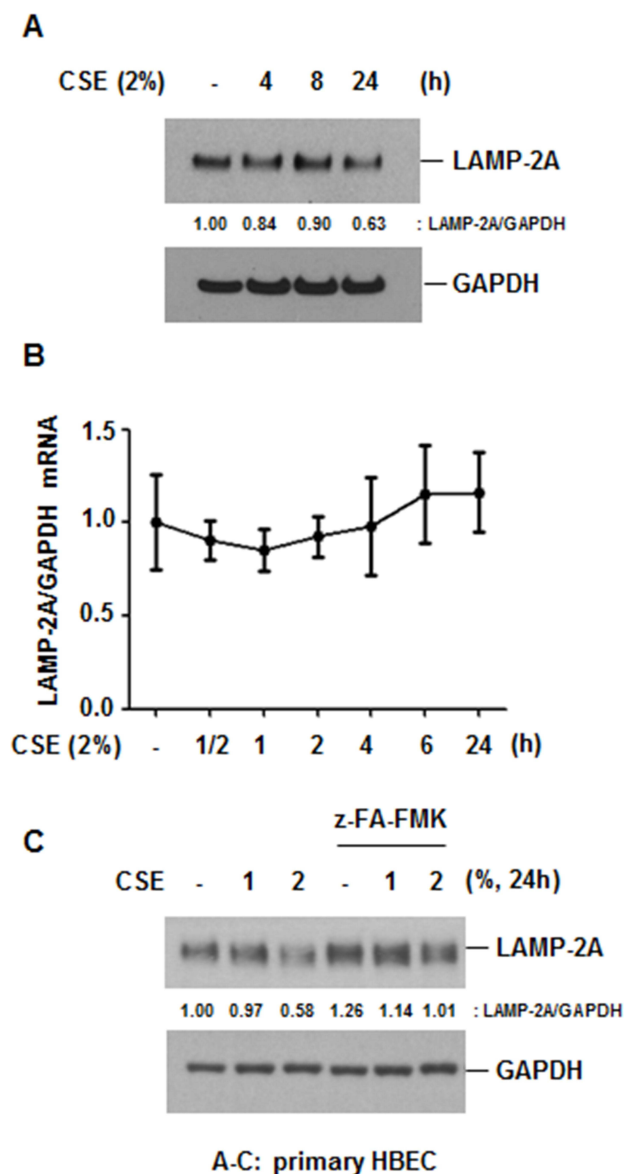 A
CSE (2%) - 4 8 24 (h)
LAMP-2A
1.00 0.84 0.90 0.63 : LAMP-2A/GAPDH
GAPDH
B
LAMP-2A/GAPDH mRNA
1.5
1.0
0.5
0.0
CSE (2%) - 1/2 1 2 4 6 24 (h)
z-FA-FMK
C
CSE - 1 2 - 1 2 (%, 24h)
LAMP-2A
1.00 0.97 0.58 1.26 1.14 1.01 : LAMP-2A/GAPDH
GAPDH
A-C: primary HBEC